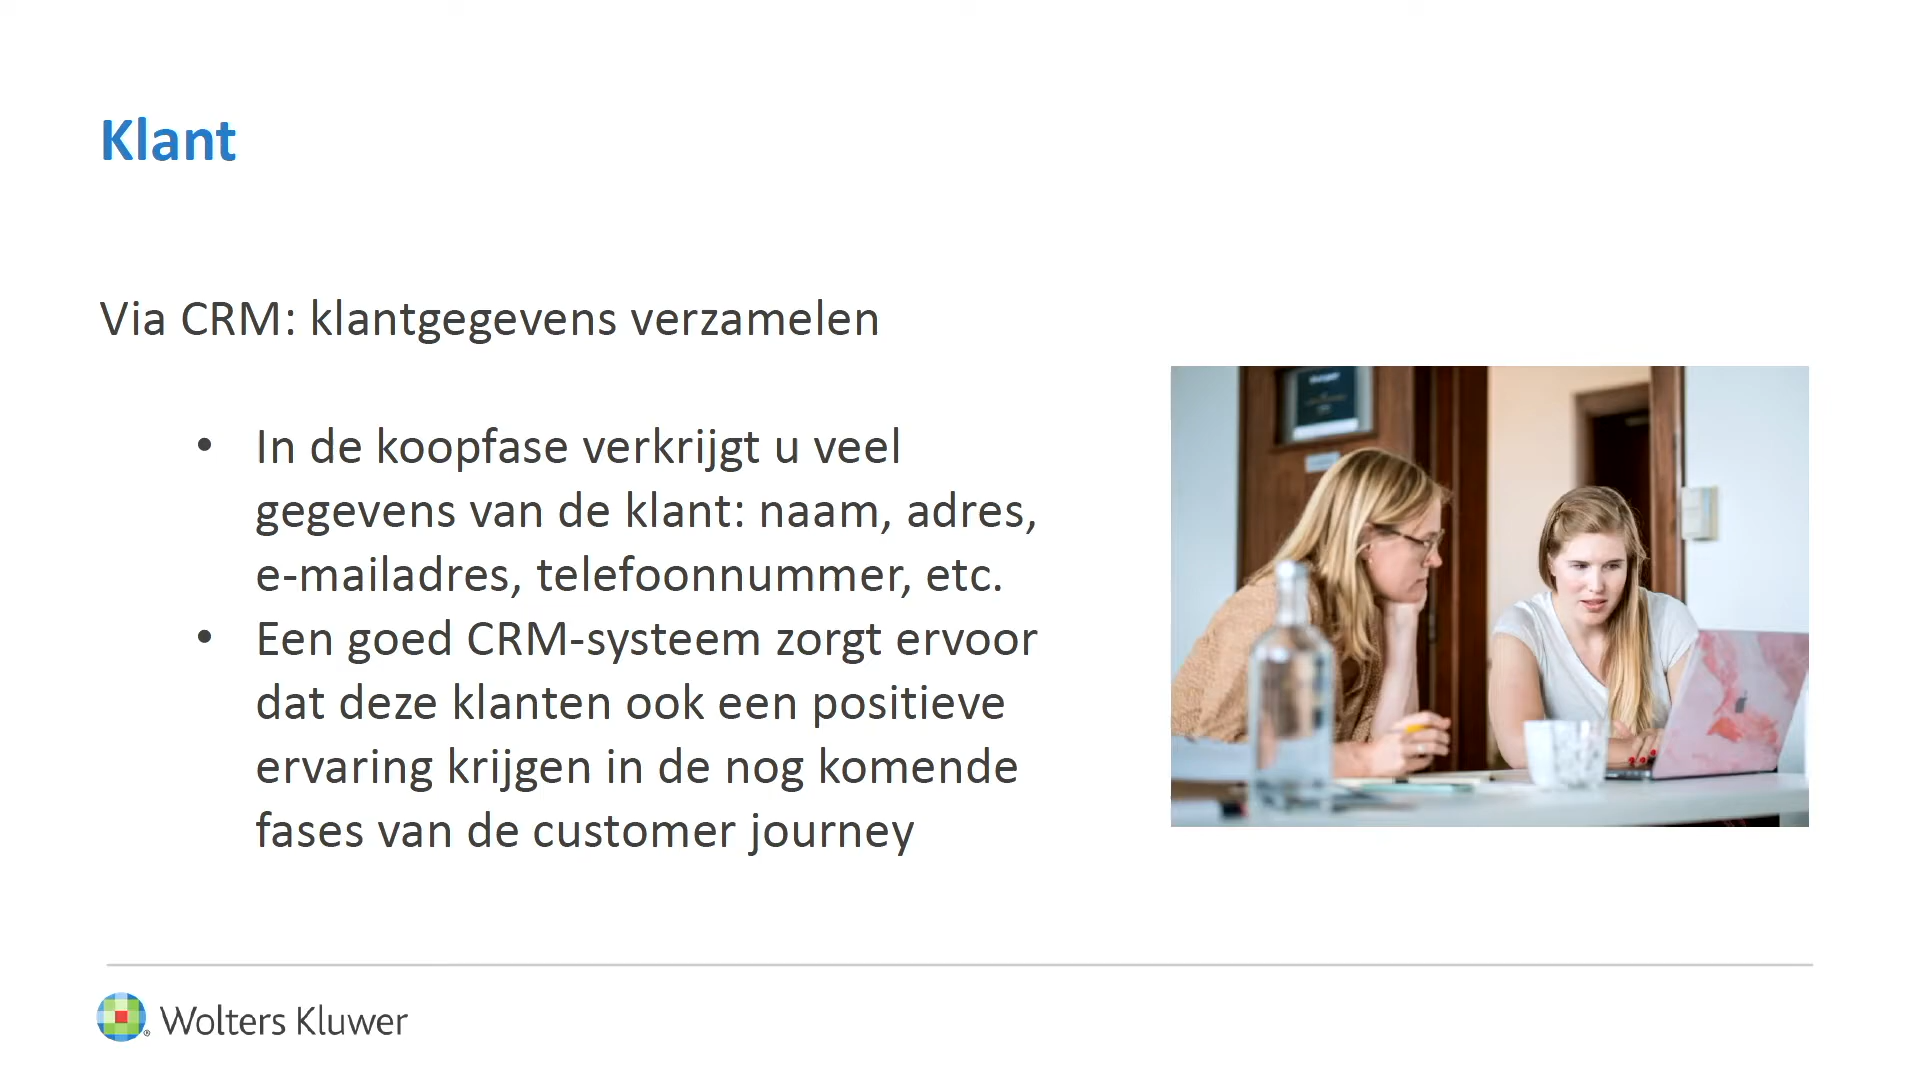 Klant
Via CRM: klantgegevens verzamelen
• In de koopfase verkrijgt u veel
gegevens van de klant: naam, adres,
e-mailadres, telefoonnummer, etc.
• Een goed CRM-systeem zorgt ervoor
dat deze klanten ook een positieve
ervaring krijgen in de nog komende
fases van de customer journey
Wolters Kluwer